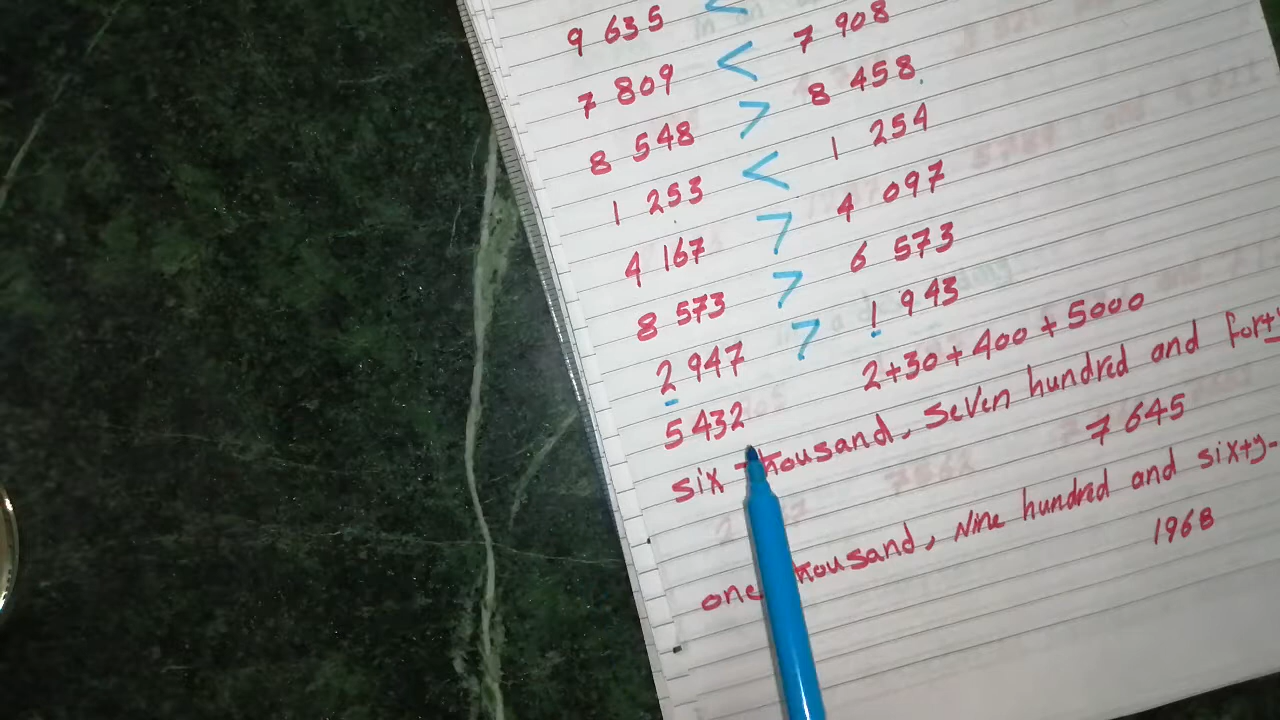 9 635 <
7 809 < 7 908
8 548 > 8 458
1 253 < 1 254
4 167 > 4 097
8 573 > 6 573
2 947 > 1 943
5 432 2+30+400+5000
six thousand, seven hundred and forty
7 645
one thousand, Nine hundred and sixty-
1968